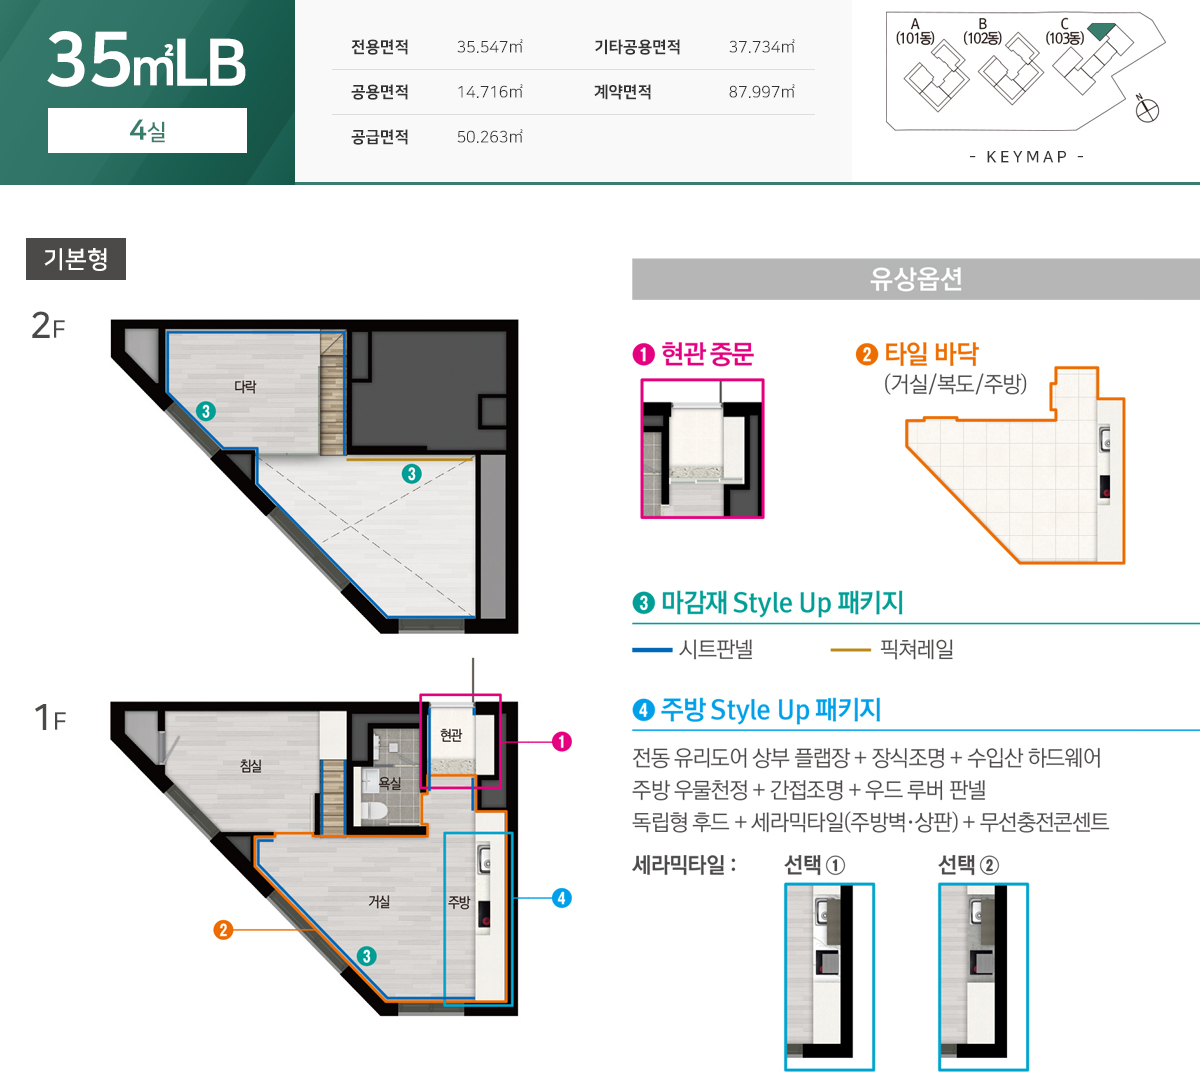 35㎡LB
4실
전용면적 35.547㎡ 기타공용면적 37.734㎡
공용면적 14.716㎡ 계약면적 87.997㎡
공급면적 50.263㎡
A
(101동)
B
(102동)
C
(103동)
N
- KEYMAP -
기본형
2F
다락
3
3
1F
현관
침실
욕실
거실
주방
1
2
3
4
유상옵션
1 현관 중문
2 타일 바닥
(거실/복도/주방)
3 마감재 Style Up 패키지
시트판넬 픽쳐레일
4 주방 Style Up 패키지
전동 유리도어 상부 플랩장 + 장식조명 + 수입산 하드웨어
주방 우물천정 + 간접조명 + 우드 루버 판넬
독립형 후드 + 세라믹타일(주방벽·상판) + 무선충전콘센트
세라믹타일 : 선택 ① 선택 ②